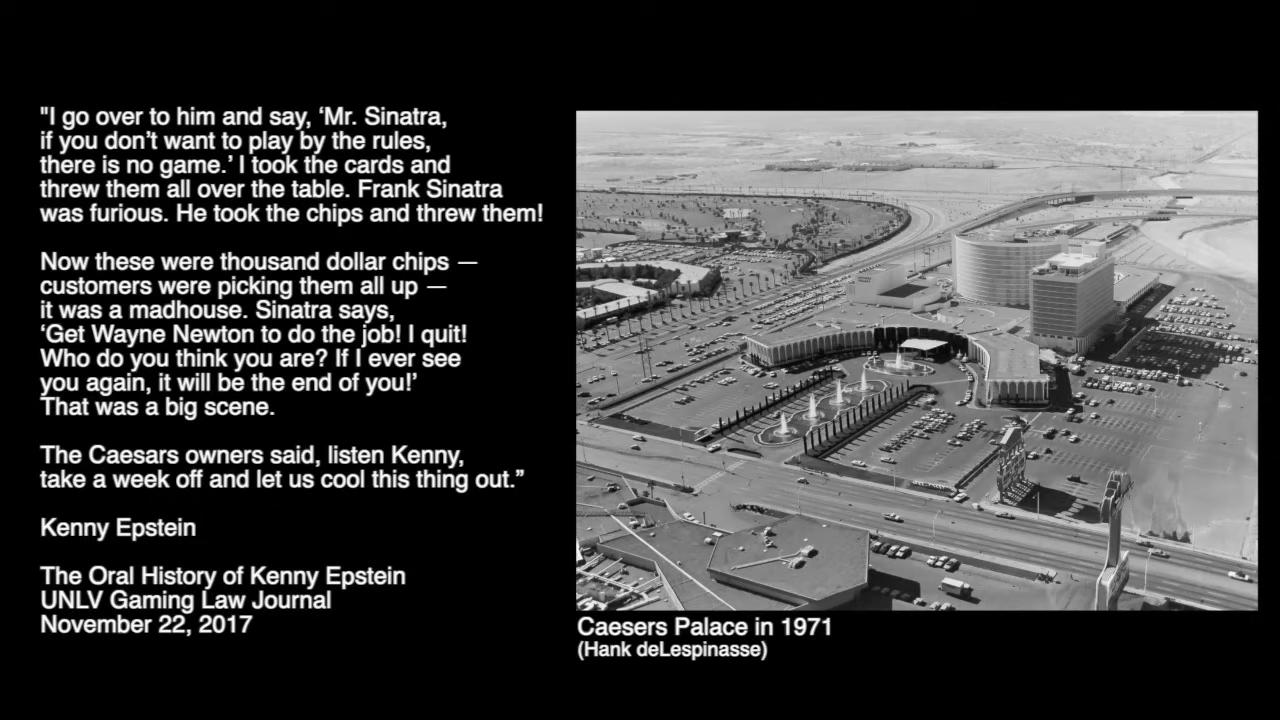 "I go over to him and say, ‘Mr. Sinatra,
if you don’t want to play by the rules,
there is no game.’ I took the cards and
threw them all over the table. Frank Sinatra
was furious. He took the chips and threw them!
Now these were thousand dollar chips —
customers were picking them all up —
it was a madhouse. Sinatra says,
‘Get Wayne Newton to do the job! I quit!
Who do you think you are? If I ever see
you again, it will be the end of you!’
That was a big scene.
The Caesars owners said, listen Kenny,
take a week off and let us cool this thing out.”
Kenny Epstein
The Oral History of Kenny Epstein
UNLV Gaming Law Journal
November 22, 2017
Caesers Palace in 1971
(Hank deLespinasse)